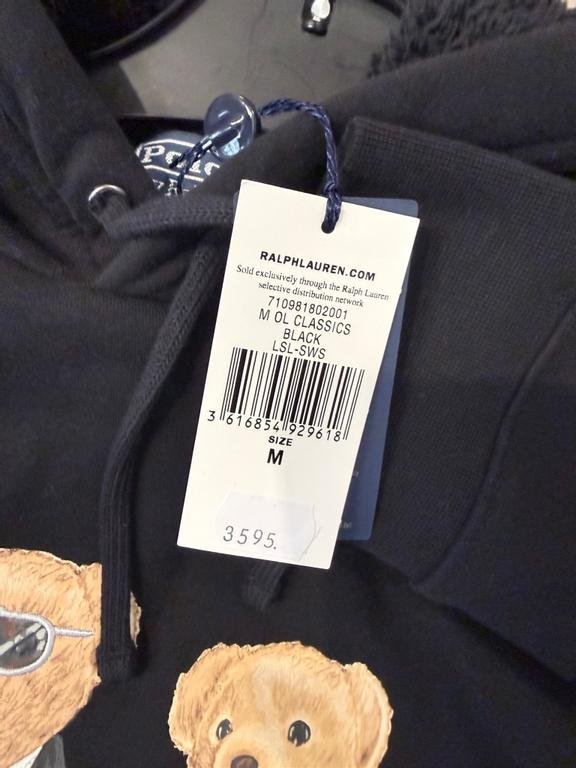 Polo
RALPHLAUREN.COM
Sold exclusively through the Ralph Lauren
selective distribution network
710981802001
M OL CLASSICS
BLACK
LSL-SWS
3 616854 929618
SIZE
M
3595.